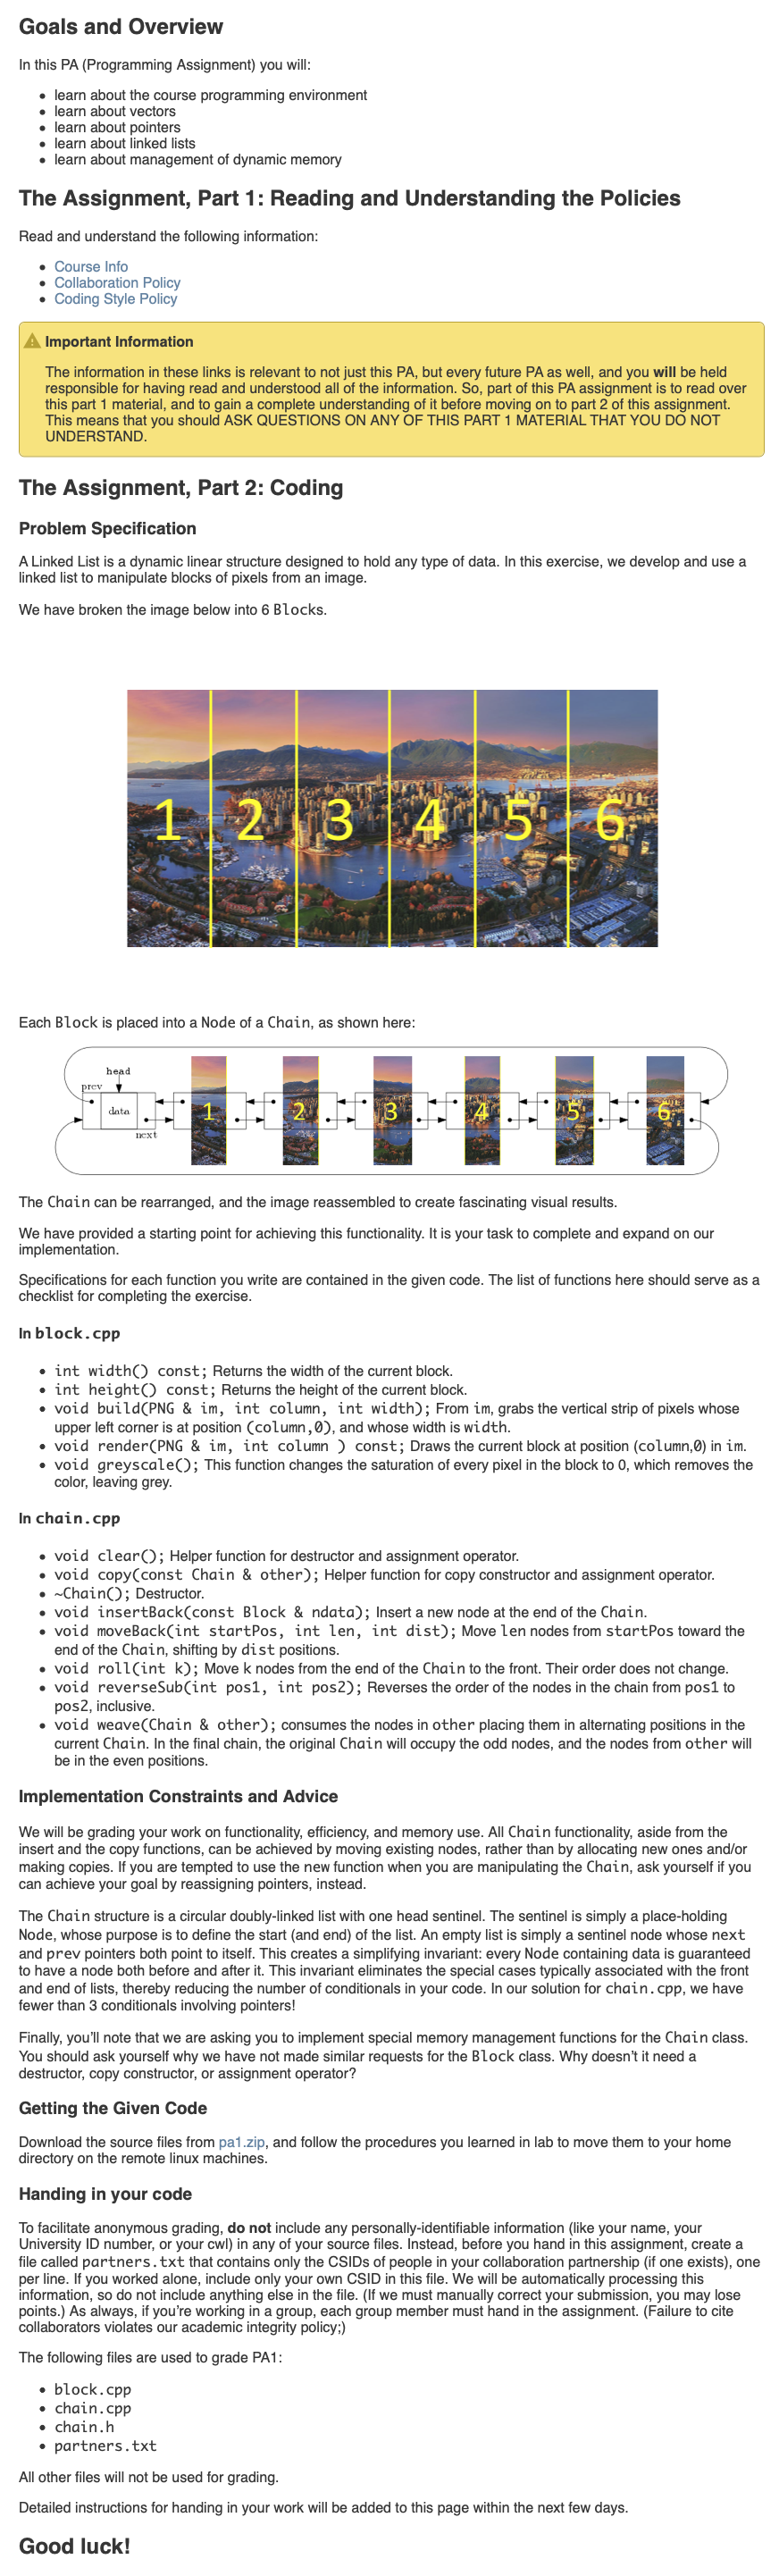 Goals and Overview
In this PA (Programming Assignment) you will:
• learn about the course programming environment
• learn about vectors
• learn about pointers
• learn about linked lists
• learn about management of dynamic memory
The Assignment, Part 1: Reading and Understanding the Policies
Read and understand the following information:
• Course Info
• Collaboration Policy
• Coding Style Policy
Important Information
The information in these links is relevant to not just this PA, but every future PA as well, and you will be held
responsible for having read and understood all of the information. So, part of this PA assignment is to read over
this part 1 material, and to gain a complete understanding of it before moving on to part 2 of this assignment.
This means that you should ASK QUESTIONS ON ANY OF THIS PART 1 MATERIAL THAT YOU DO NOT
UNDERSTAND.
The Assignment, Part 2: Coding
Problem Specification
A Linked List is a dynamic linear structure designed to hold any type of data. In this exercise, we develop and use a
linked list to manipulate blocks of pixels from an image.
We have broken the image below into 6 Blocks.
1 2 3 4 5 6
Each Block is placed into a Node of a Chain, as shown here:
head
prev
data 1 2 3 4 5 6
next
The Chain can be rearranged, and the image reassembled to create fascinating visual results.
We have provided a starting point for achieving this functionality. It is your task to complete and expand on our
implementation.
Specifications for each function you write are contained in the given code. The list of functions here should serve as a
checklist for completing the exercise.
In block.cpp
• int width() const; Returns the width of the current block.
• int height() const; Returns the height of the current block.
• void build(PNG & im, int column, int width); From im, grabs the vertical strip of pixels whose
upper left corner is at position (column,0), and whose width is width.
• void render(PNG & im, int column ) const; Draws the current block at position (column,0) in im.
• void greyscale(); This function changes the saturation of every pixel in the block to 0, which removes the
color, leaving grey.
In chain.cpp
• void clear(); Helper function for destructor and assignment operator.
• void copy(const Chain & other); Helper function for copy constructor and assignment operator.
• ~Chain(); Destructor.
• void insertBack(const Block & ndata); Insert a new node at the end of the Chain.
• void moveBack(int startPos, int len, int dist); Move len nodes from startPos toward the
end of the Chain, shifting by dist positions.
• void roll(int k); Move k nodes from the end of the Chain to the front. Their order does not change.
• void reverseSub(int pos1, int pos2); Reverses the order of the nodes in the chain from pos1 to
pos2, inclusive.
• void weave(Chain & other); consumes the nodes in other placing them in alternating positions in the
current Chain. In the final chain, the original Chain will occupy the odd nodes, and the nodes from other will
be in the even positions.
Implementation Constraints and Advice
We will be grading your work on functionality, efficiency, and memory use. All Chain functionality, aside from the
insert and the copy functions, can be achieved by moving existing nodes, rather than by allocating new ones and/or
making copies. If you are tempted to use the new function when you are manipulating the Chain, ask yourself if you
can achieve your goal by reassigning pointers, instead.
The Chain structure is a circular doubly-linked list with one head sentinel. The sentinel is simply a place-holding
Node, whose purpose is to define the start (and end) of the list. An empty list is simply a sentinel node whose next
and prev pointers both point to itself. This creates a simplifying invariant: every Node containing data is guaranteed
to have a node both before and after it. This invariant eliminates the special cases typically associated with the front
and end of lists, thereby reducing the number of conditionals in your code. In our solution for chain.cpp, we have
fewer than 3 conditionals involving pointers!
Finally, you'll note that we are asking you to implement special memory management functions for the Chain class.
You should ask yourself why we have not made similar requests for the Block class. Why doesn't it need a
destructor, copy constructor, or assignment operator?
Getting the Given Code
Download the source files from pa1.zip, and follow the procedures you learned in lab to move them to your home
directory on the remote linux machines.
Handing in your code
To facilitate anonymous grading, do not include any personally-identifiable information (like your name, your
University ID number, or your cwl) in any of your source files. Instead, before you hand in this assignment, create a
file called partners.txt that contains only the CSIDs of people in your collaboration partnership (if one exists), one
per line. If you worked alone, include only your own CSID in this file. We will be automatically processing this
information, so do not include anything else in the file. (If we must manually correct your submission, you may lose
points.) As always, if you're working in a group, each group member must hand in the assignment. (Failure to cite
collaborators violates our academic integrity policy;)
The following files are used to grade PA1:
• block.cpp
• chain.cpp
• chain.h
• partners.txt
All other files will not be used for grading.
Detailed instructions for handing in your work will be added to this page within the next few days.
Good luck!